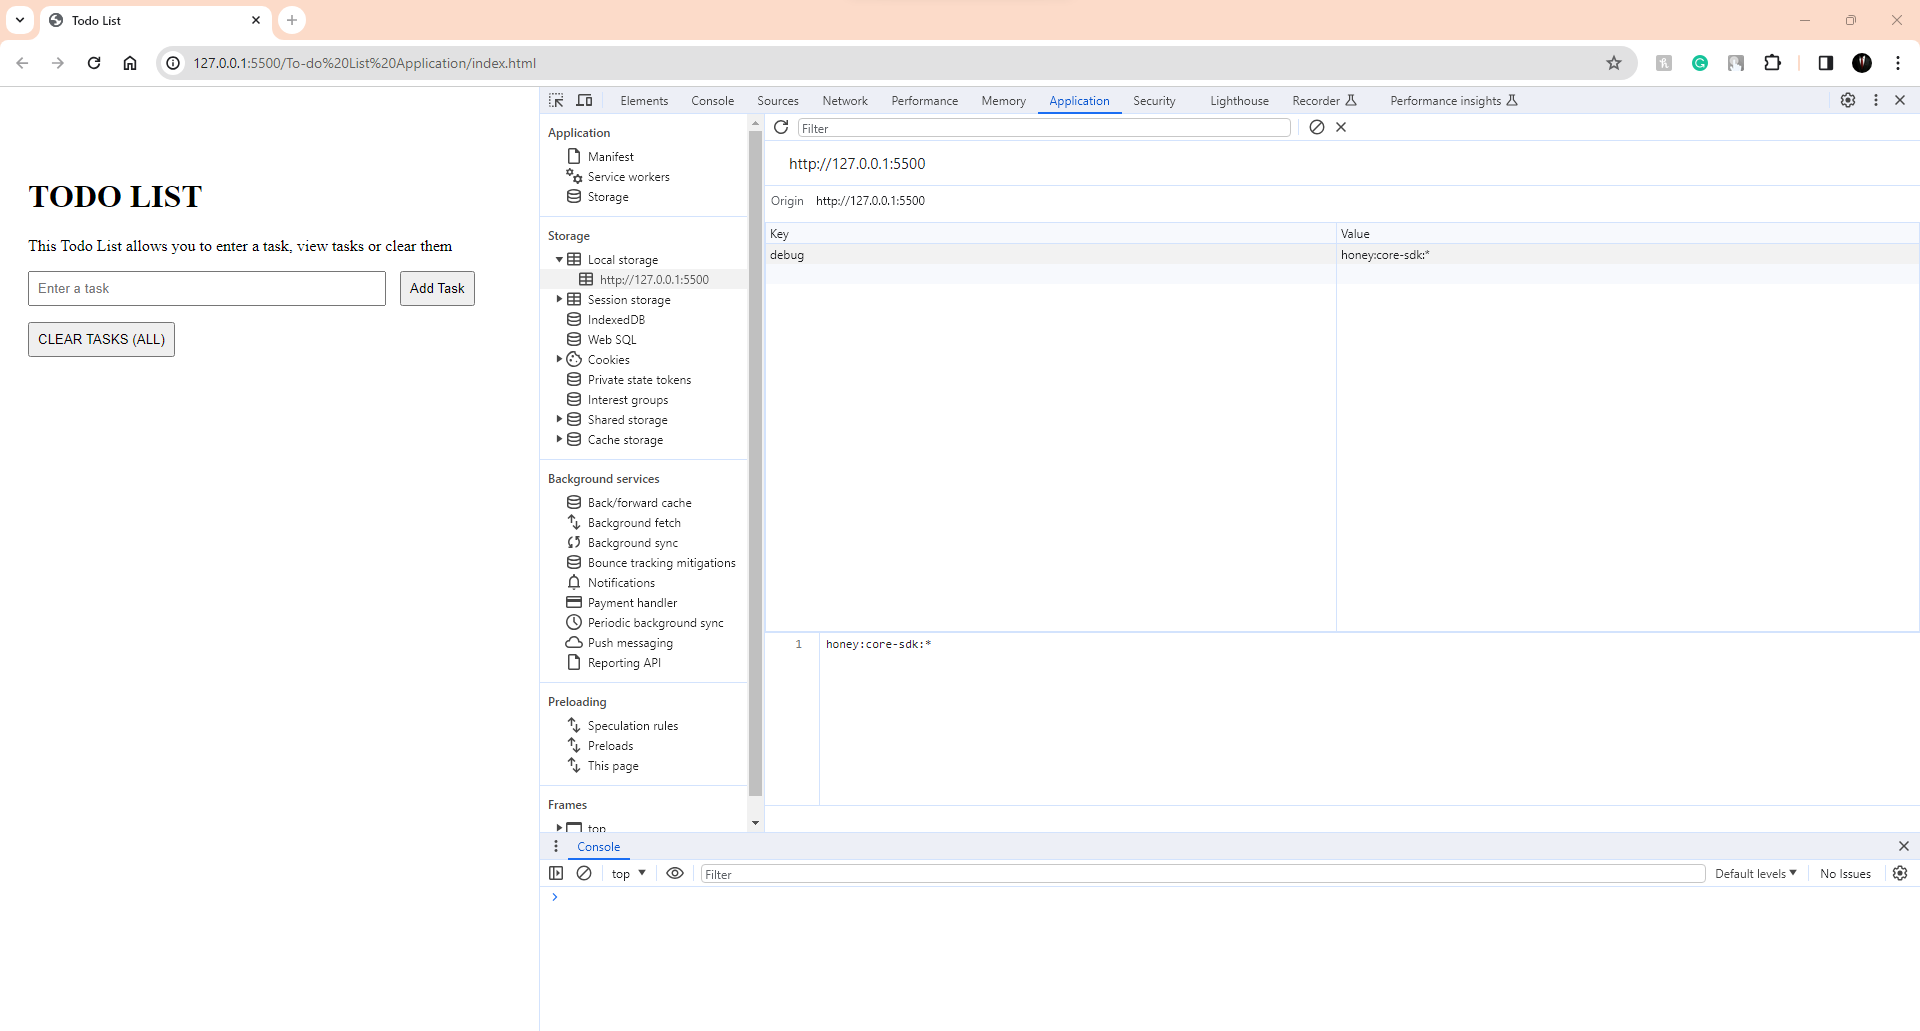 Todo List
127.0.0.1:5500/To-do%20List%20Application/index.html
TODO LIST
This Todo List allows you to enter a task, view tasks or clear them
Enter a task
Add Task
CLEAR TASKS (ALL)
Elements Console Sources Network Performance Memory Application Security Lighthouse Recorder Performance insights
Application
Manifest
Service workers
Storage
Storage
Local storage
http://127.0.0.1:5500
Session storage
IndexedDB
Web SQL
Cookies
Private state tokens
Interest groups
Shared storage
Cache storage
Background services
Back/forward cache
Background fetch
Background sync
Bounce tracking mitigations
Notifications
Payment handler
Periodic background sync
Push messaging
Reporting API
Preloading
Speculation rules
Preloads
This page
Frames
top
Filter
http://127.0.0.1:5500
Origin http://127.0.0.1:5500
Key Value
debug honey:core-sdk:*
1 honey:core-sdk:*
Console
top Filter Default levels No Issues